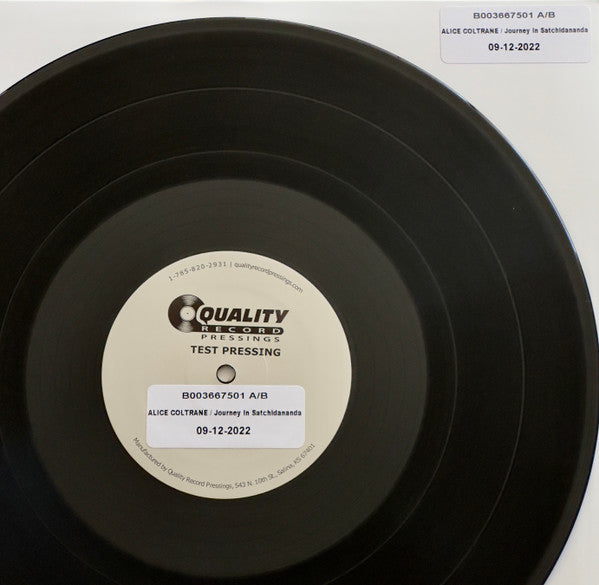 B003667501 A/B
ALICE COLTRANE / Journey In Satchidananda
09-12-2022
1-785-820-2931 | qualityrecordpressings.com
QUALITY
RECORD
PRESSINGS
TEST PRESSING
B003667501 A/B
ALICE COLTRANE / Journey In Satchidananda
09-12-2022
Manufactured by Quality Record Pressings, 543 N. 10th St., Salina, KS 67401